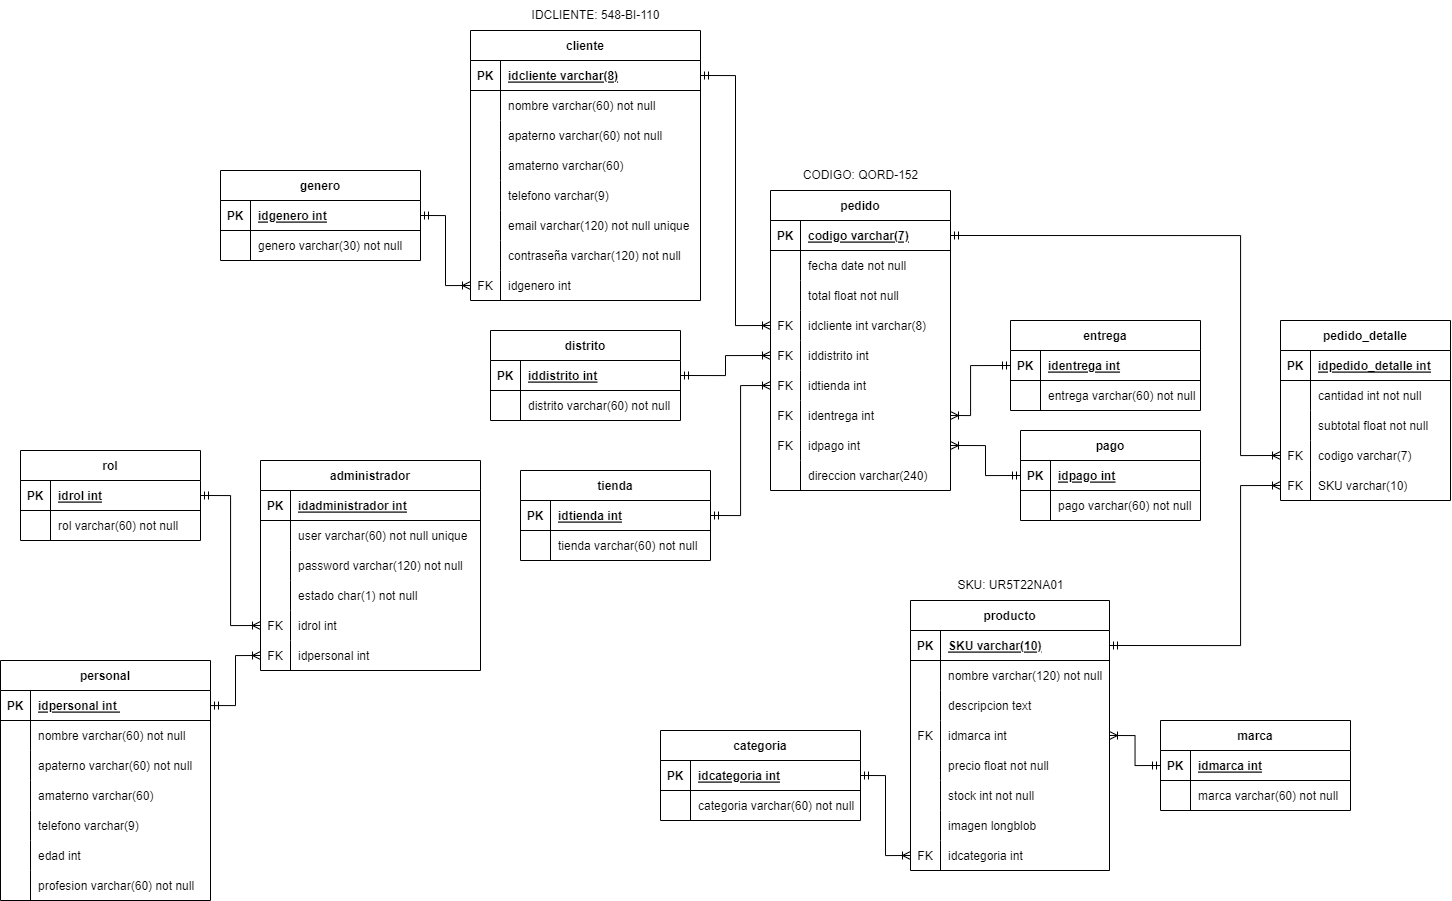 IDCLIENTE: 548-BI-110
cliente
PK idcliente varchar(8)
nombre varchar(60) not null
apaterno varchar(60) not null
amaterno varchar(60)
telefono varchar(9)
email varchar(120) not null unique
contraseña varchar(120) not null
FK idgenero int
genero
PK idgenero int
genero varchar(30) not null
CODIGO: QORD-152
pedido
PK codigo varchar(7)
fecha date not null
total float not null
FK idcliente int varchar(8)
FK iddistrito int
FK idtienda int
FK identrega int
FK idpago int
direccion varchar(240)
distrito
PK iddistrito int
distrito varchar(60) not null
entrega
PK identrega int
entrega varchar(60) not null
pedido_detalle
PK idpedido_detalle int
cantidad int not null
subtotal float not null
FK codigo varchar(7)
FK SKU varchar(10)
pago
PK idpago int
pago varchar(60) not null
rol
PK idrol int
rol varchar(60) not null
administrador
PK idadministrador int
user varchar(60) not null unique
password varchar(120) not null
estado char(1) not null
FK idrol int
FK idpersonal int
tienda
PK idtienda int
tienda varchar(60) not null
personal
PK idpersonal int
nombre varchar(60) not null
apaterno varchar(60) not null
amaterno varchar(60)
telefono varchar(9)
edad int
profesion varchar(60) not null
SKU: UR5T22NA01
producto
PK SKU varchar(10)
nombre varchar(120) not null
descripcion text
FK idmarca int
precio float not null
stock int not null
imagen longblob
FK idcategoria int
categoria
PK idcategoria int
categoria varchar(60) not null
marca
PK idmarca int
marca varchar(60) not null